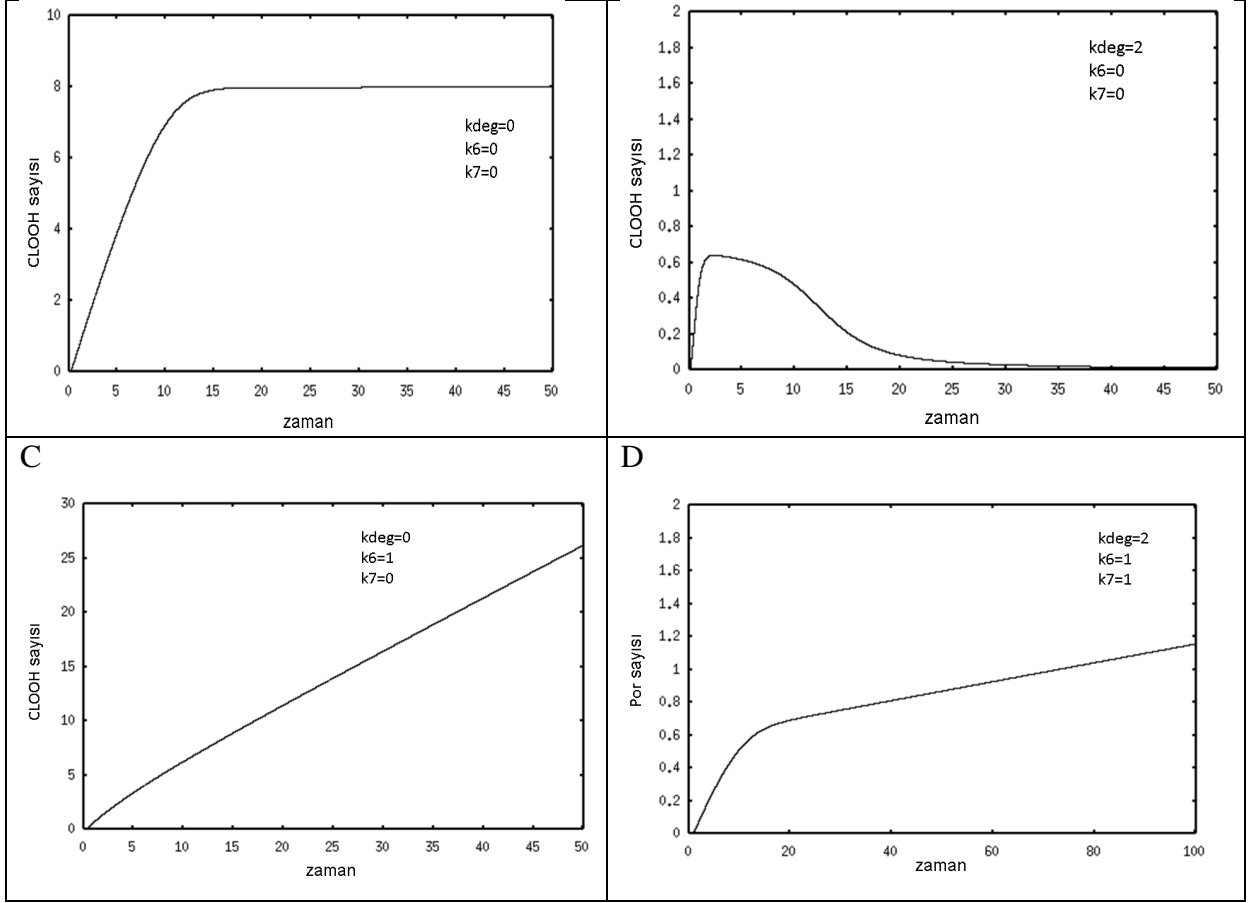 10
8
6
4
2
0
CLOOH sayısı
kdeg=0
k6=0
k7=0
0 5 10 15 20 25 30 35 40 45 50
zaman
2
1.8
1.6
1.4
1.2
1
0.8
0.6
0.4
0.2
0
CLOOH sayısı
kdeg=2
k6=0
k7=0
0 5 10 15 20 25 30 35 40 45 50
zaman
C
30
25
20
15
10
5
0
CLOOH sayısı
kdeg=0
k6=1
k7=0
0 5 10 15 20 25 30 35 40 45 50
zaman
D
2
1.8
1.6
1.4
1.2
1
0.8
0.6
0.4
0.2
0
Por sayısı
kdeg=2
k6=1
k7=1
0 20 40 60 80 100
zaman